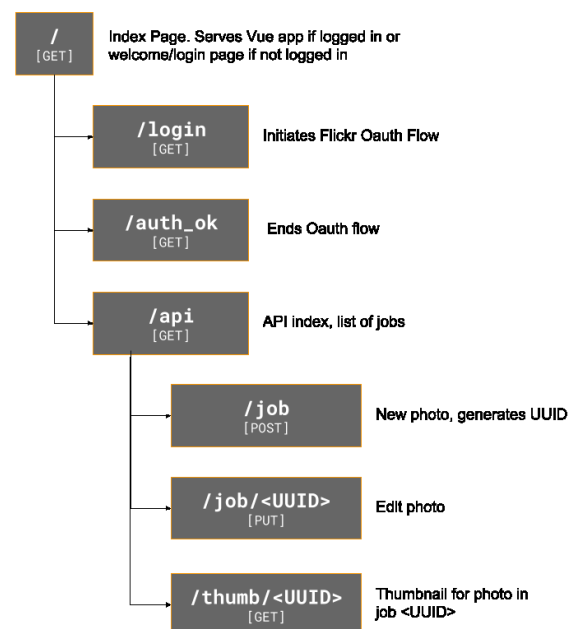 /
[GET]
Index Page. Serves Vue app if logged in or
welcome/login page if not logged in
/login
[GET]
Initiates Flickr Oauth Flow
/auth_ok
[GET]
Ends Oauth flow
/api
[GET]
API index, list of jobs
/job
[POST]
New photo, generates UUID
/job/<UUID>
[PUT]
Edit photo
/thumb/<UUID>
[GET]
Thumbnail for photo in
job <UUID>